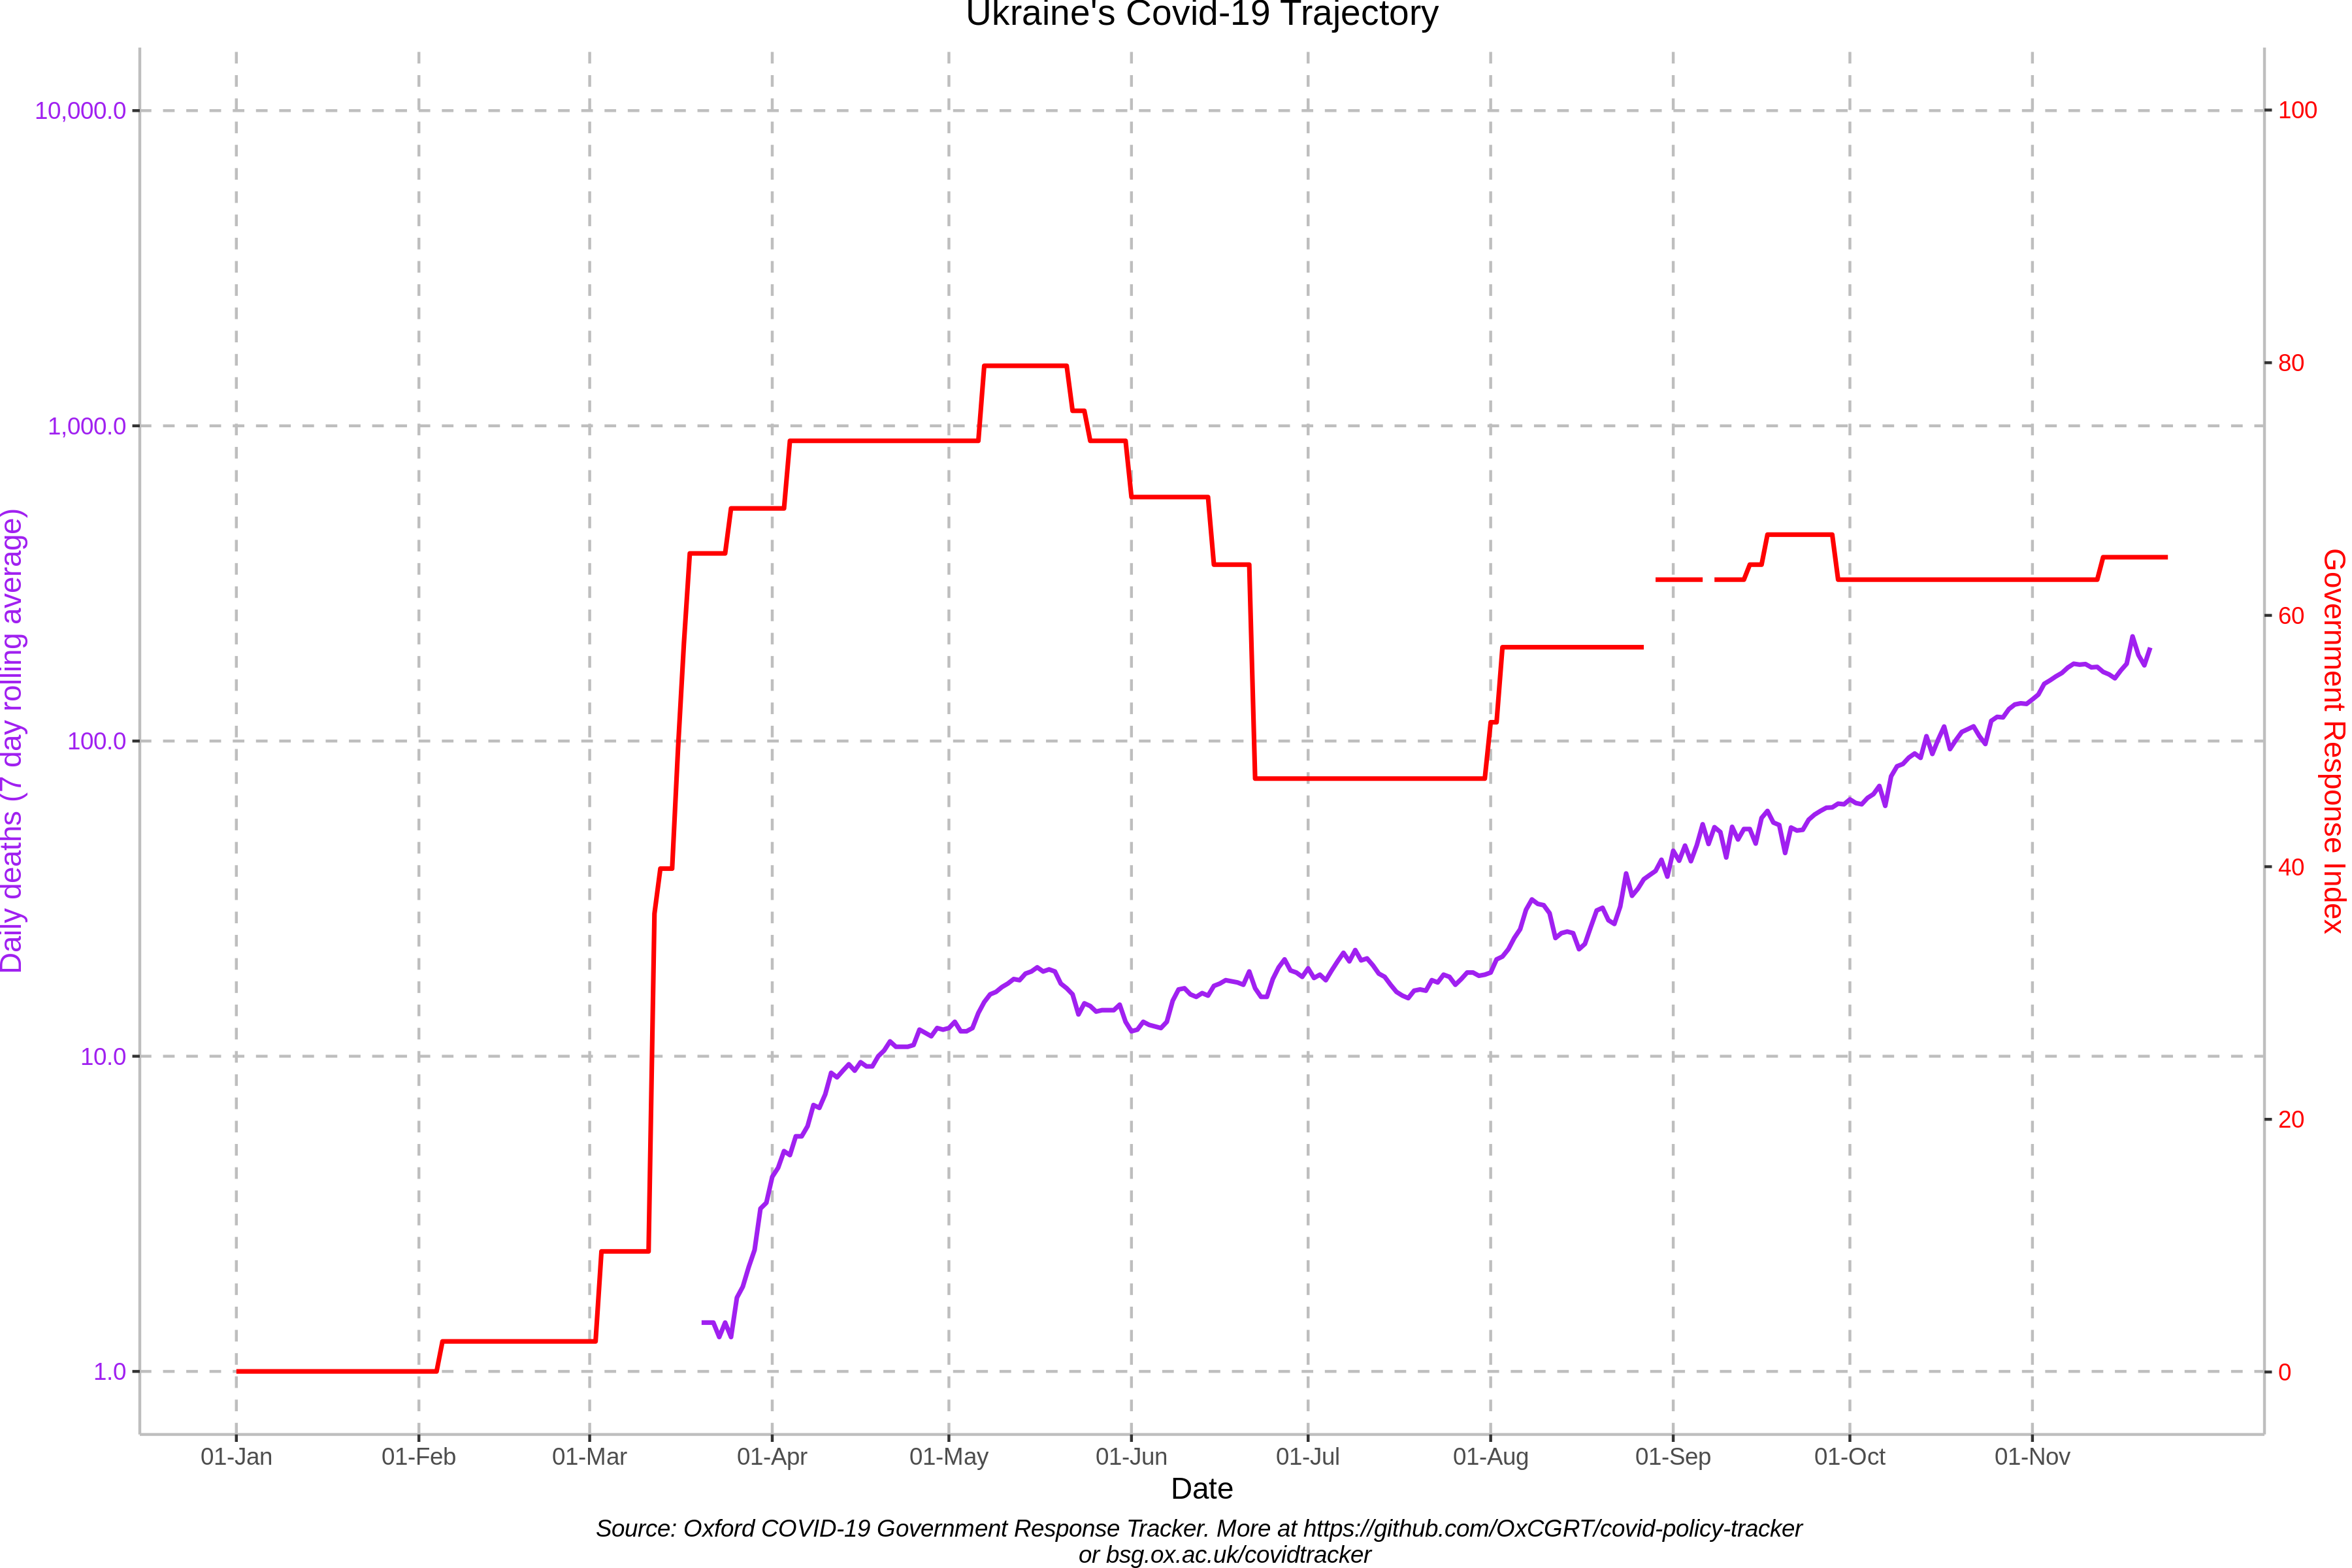 Ukraine's Covid-19 Trajectory
10,000.0
1,000.0
100.0
10.0
1.0
Daily deaths (7 day rolling average)
100
80
60
40
20
0
Government Response Index
01-Jan 01-Feb 01-Mar 01-Apr 01-May 01-Jun 01-Jul 01-Aug 01-Sep 01-Oct 01-Nov
Date
Source: Oxford COVID-19 Government Response Tracker. More at https://github.com/OxCGRT/covid-policy-tracker
or bsg.ox.ac.uk/covidtracker